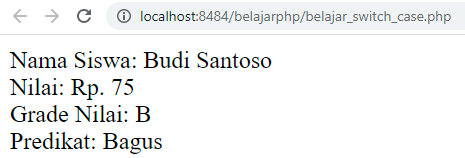 localhost:8484/belajarphp/belajar_switch_case.php
Nama Siswa: Budi Santoso
Nilai: Rp. 75
Grade Nilai: B
Predikat: Bagus